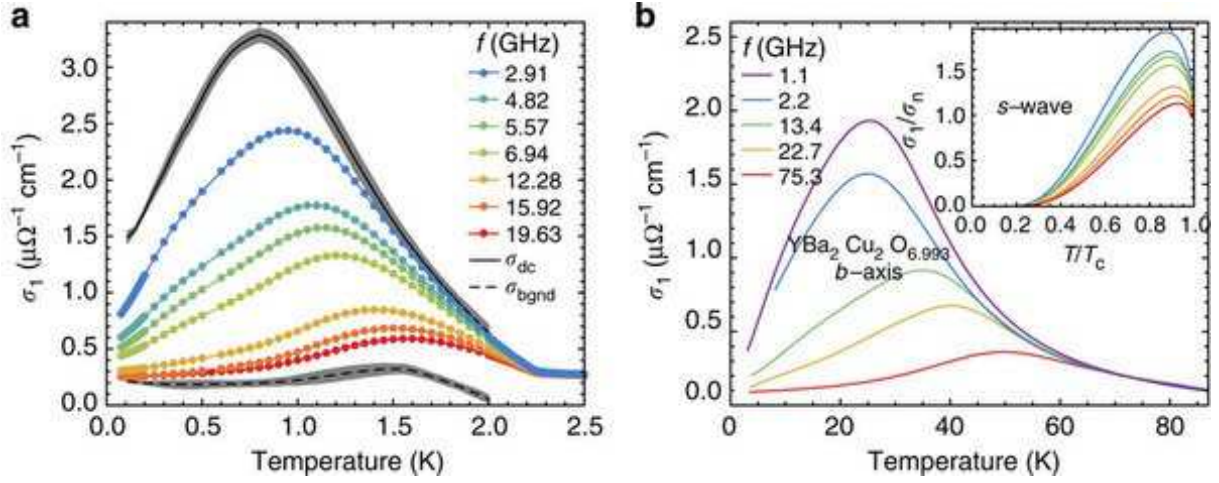 a
σ₁ (μΩ⁻¹ cm⁻¹)
3.0
2.5
2.0
1.5
1.0
0.5
0.0
0.0 0.5 1.0 1.5 2.0 2.5
Temperature (K)
f (GHz)
2.91
4.82
5.57
6.94
12.28
15.92
19.63
σdc
σbgnd
b
σ₁ (μΩ⁻¹ cm⁻¹)
2.5
2.0
1.5
1.0
0.5
0.0
0 20 40 60 80
Temperature (K)
f (GHz)
1.1
2.2
13.4
22.7
75.3
YBa₂ Cu₂ O₆.₉₉₃
b-axis
σ₁/σn
1.5
1.0
0.5
0.0
0.0 0.2 0.4 0.6 0.8 1.0
T/Tc
s-wave